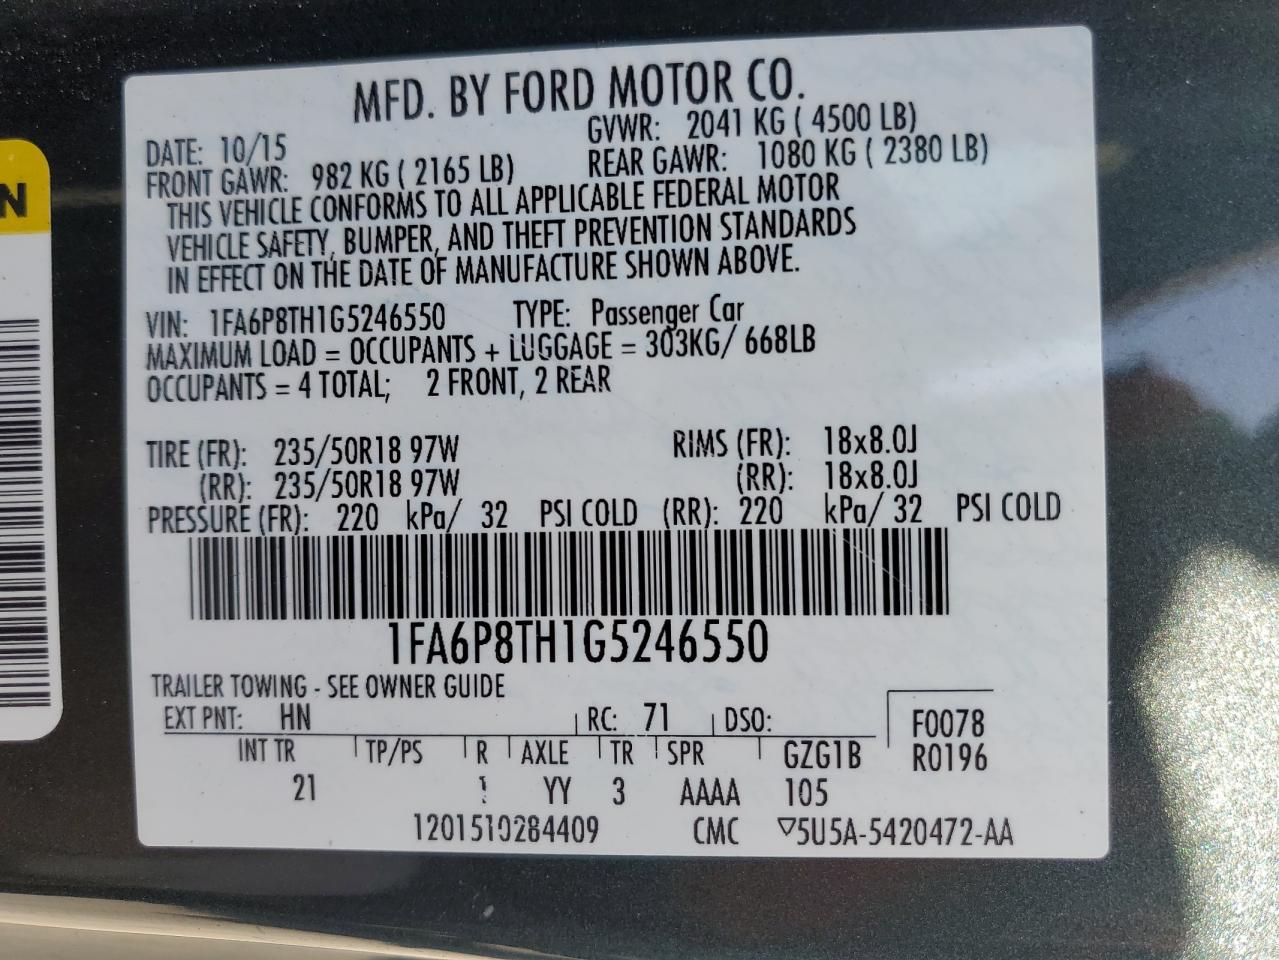 N
MFD. BY FORD MOTOR CO.
DATE: 10/15 GVWR: 2041 KG ( 4500 LB)
FRONT GAWR: 982 KG ( 2165 LB) REAR GAWR: 1080 KG ( 2380 LB)
THIS VEHICLE CONFORMS TO ALL APPLICABLE FEDERAL MOTOR
VEHICLE SAFETY, BUMPER, AND THEFT PREVENTION STANDARDS
IN EFFECT ON THE DATE OF MANUFACTURE SHOWN ABOVE.
VIN: 1FA6P8TH1G5246550 TYPE: Passenger Car
MAXIMUM LOAD = OCCUPANTS + LUGGAGE = 303KG/ 668LB
OCCUPANTS = 4 TOTAL; 2 FRONT, 2 REAR
TIRE (FR): 235/50R18 97W RIMS (FR): 18x8.0J
(RR): 235/50R18 97W (RR): 18x8.0J
PRESSURE (FR): 220 kPa/ 32 PSI COLD (RR): 220 kPa/ 32 PSI COLD
1FA6P8TH1G5246550
TRAILER TOWING - SEE OWNER GUIDE
EXT PNT: HN RC: 71 DSO: F0078
INT TR TP/PS R AXLE TR SPR GZG1B R0196
21 1 YY 3 AAAA 105
1201510284409 CMC ▽5U5A-5420472-AA